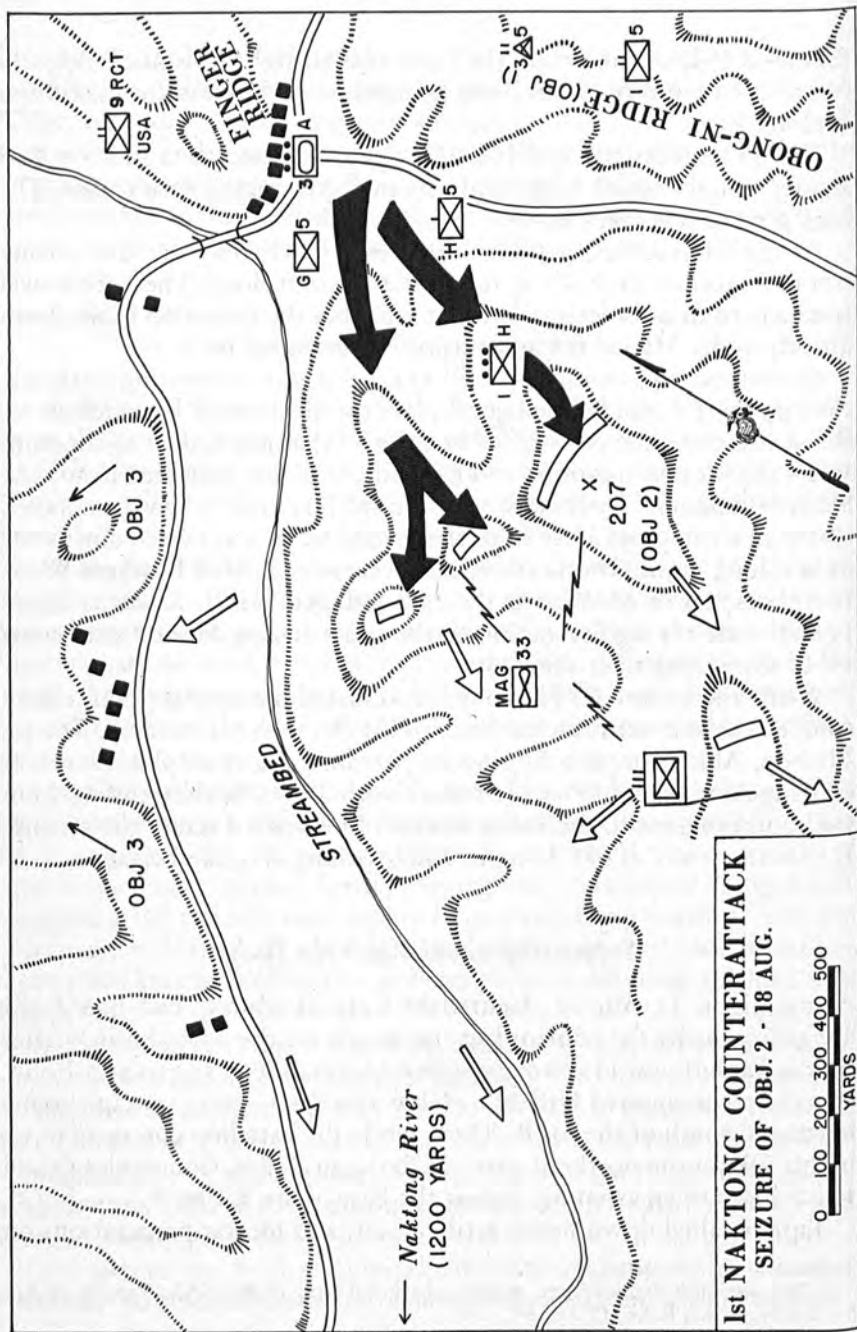 9 RCT
USA
FINGER
RIDGE
3 A
OBJ 3
OBJ 3
G 5
H 5
I H
(-)
3 5
5
OBONG-NI RIDGE (OBJ
X
207
(OBJ 2)
MAG 33
STREAMBED
Naktong River
(1200 YARDS)
1st NAKTONG COUNTERATTACK
SEIZURE OF OBJ. 2 - 18 AUG.
0 100 200 300 400 500
YARDS